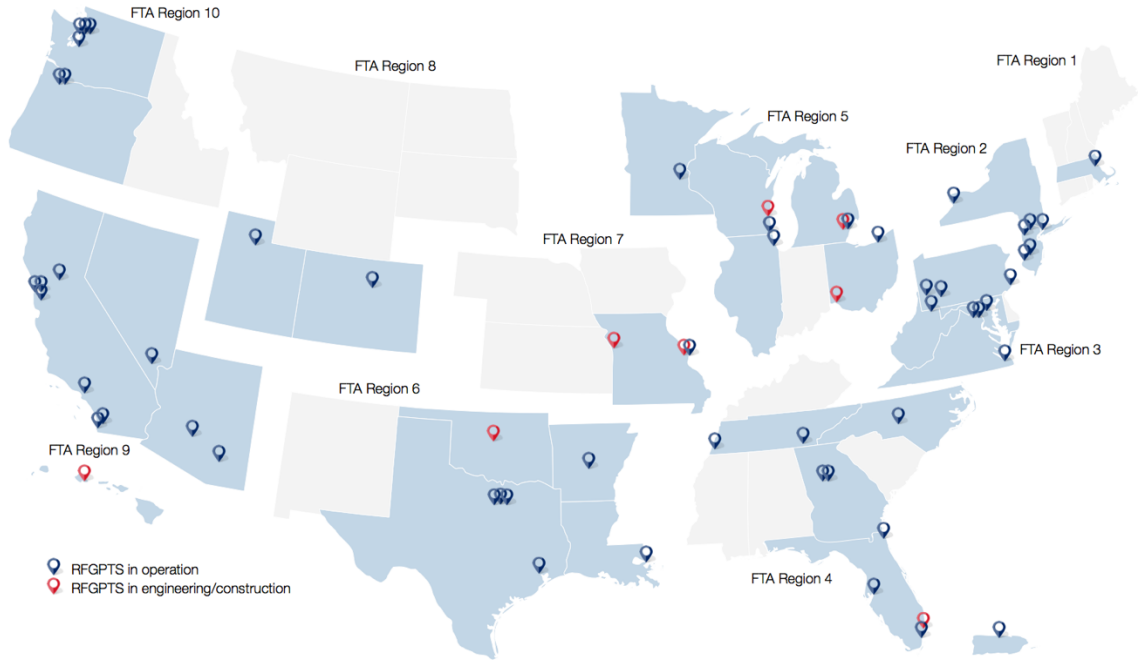 FTA Region 10
FTA Region 8
FTA Region 1
FTA Region 5
FTA Region 2
FTA Region 7
FTA Region 3
FTA Region 6
FTA Region 9
RFGPTS in operation
FTA Region 4
RFGPTS in engineering/construction